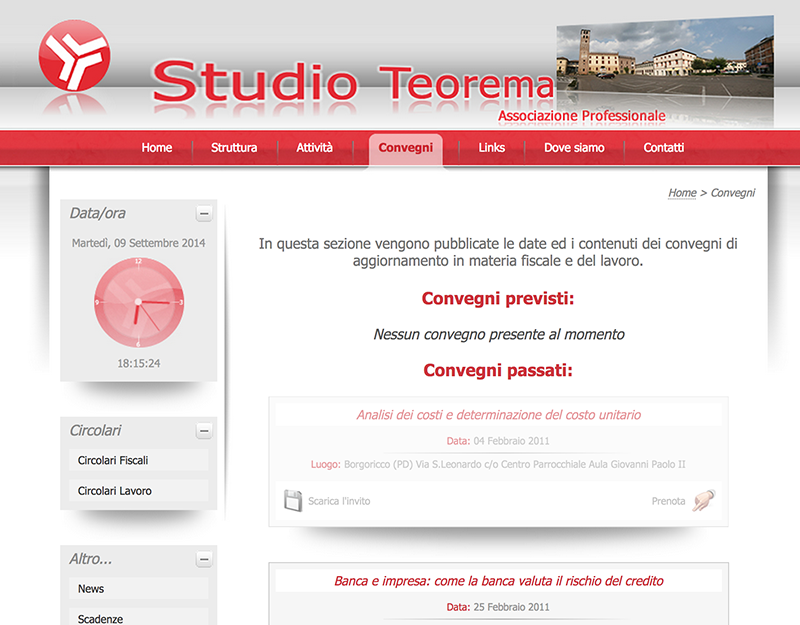 Studio Teorema
Associazione Professionale
Home
Struttura
Attività
Convegni
Links
Dove siamo
Contatti
Home > Convegni
Data/ora
Martedì, 09 Settembre 2014
12
9
3
6
18:15:24
Circolari
Circolari Fiscali
Circolari Lavoro
Altro...
News
Scadenze
In questa sezione vengono pubblicate le date ed i contenuti dei convegni di
aggiornamento in materia fiscale e del lavoro.
Convegni previsti:
Nessun convegno presente al momento
Convegni passati:
Analisi dei costi e determinazione del costo unitario
Data: 04 Febbraio 2011
Luogo: Borgoricco (PD) Via S.Leonardo c/o Centro Parrocchiale Aula Giovanni Paolo II
Scarica l'invito
Prenota
Banca e impresa: come la banca valuta il rischio del credito
Data: 25 Febbraio 2011